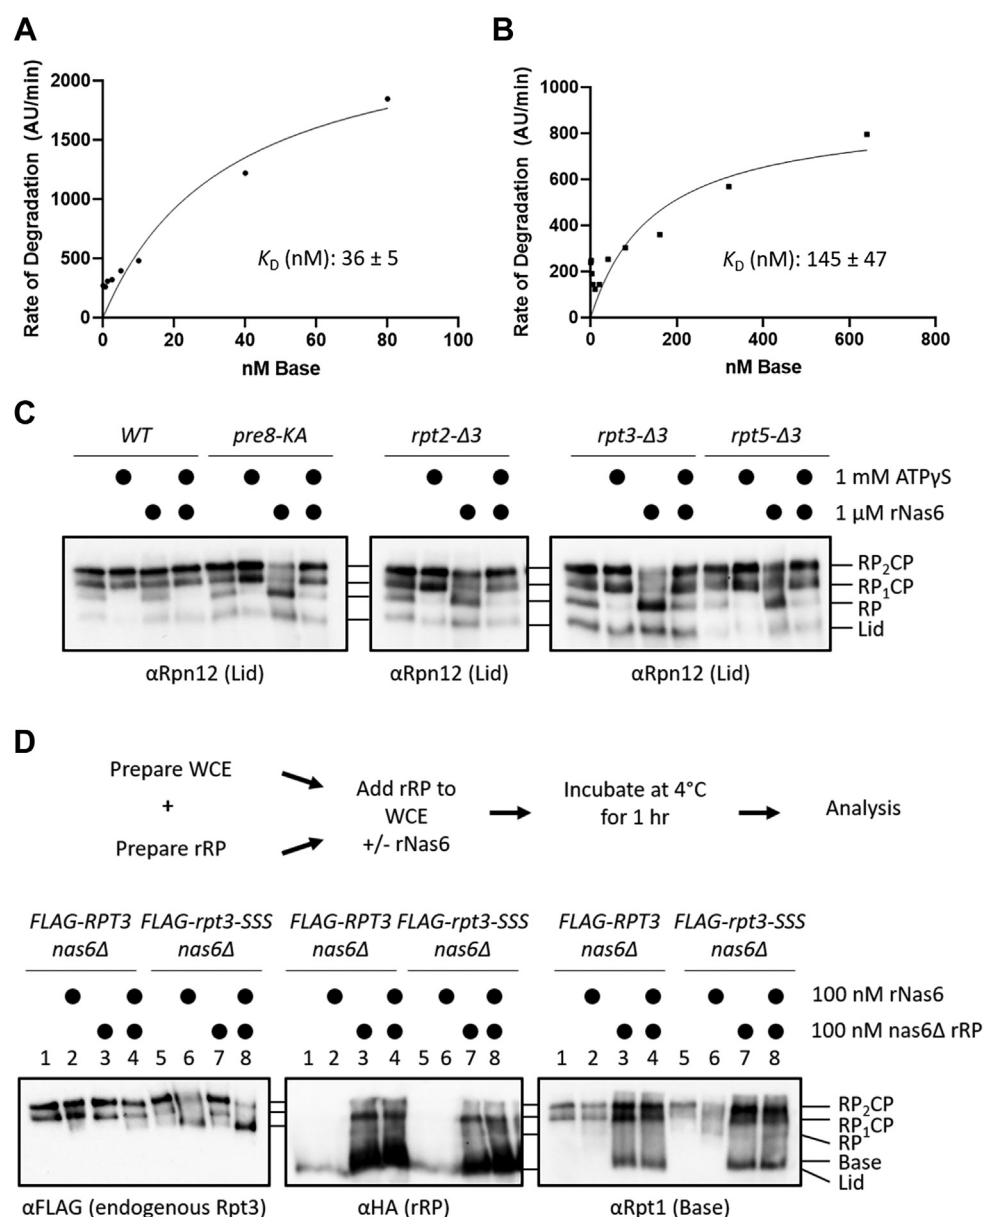 A
Rate of Degradation (AU/min)
2000
1500
1000
500
0
0 20 40 60 80 100
nM Base
K_D (nM): 36 ± 5
B
Rate of Degradation (AU/min)
1000
800
600
400
200
0
0 200 400 600 800
nM Base
K_D (nM): 145 ± 47
C
WT pre8-KA rpt2-Δ3 rpt3-Δ3 rpt5-Δ3
1 mM ATPγS
1 μM rNas6
RP₂CP
RP₁CP
RP
Lid
αRpn12 (Lid) αRpn12 (Lid) αRpn12 (Lid)
D
Prepare WCE
+
Prepare rRP
Add rRP to
WCE
+/- rNas6
Incubate at 4°C
for 1 hr
Analysis
FLAG-RPT3 FLAG-rpt3-SSS FLAG-RPT3 FLAG-rpt3-SSS FLAG-RPT3 FLAG-rpt3-SSS
nas6Δ nas6Δ nas6Δ nas6Δ nas6Δ nas6Δ
100 nM rNas6
100 nM nas6Δ rRP
1 2 3 4 5 6 7 8 1 2 3 4 5 6 7 8 1 2 3 4 5 6 7 8
RP₂CP
RP₁CP
RP
Base
Lid
αFLAG (endogenous Rpt3) αHA (rRP) αRpt1 (Base)